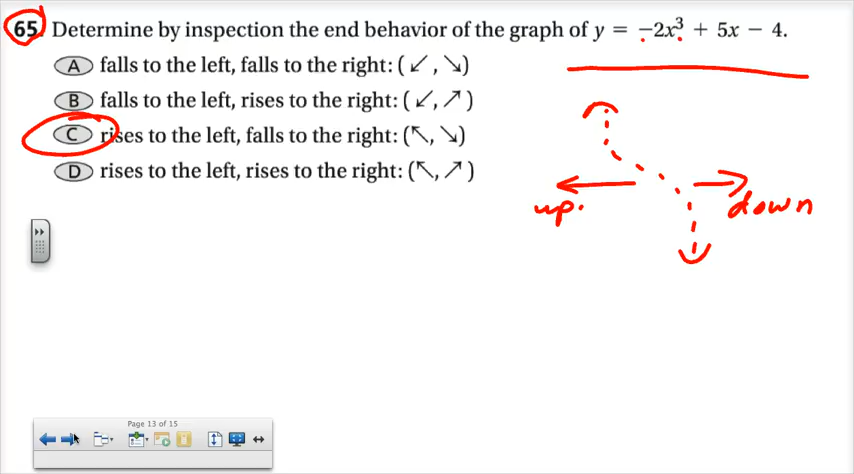 65. Determine by inspection the end behavior of the graph of y = −2x³ + 5x − 4.
A falls to the left, falls to the right: (↙, ↘)
B falls to the left, rises to the right: (↙, ↗)
C rises to the left, falls to the right: (↖, ↘)
D rises to the left, rises to the right: (↖, ↗)
up.
down
Page 13 of 15